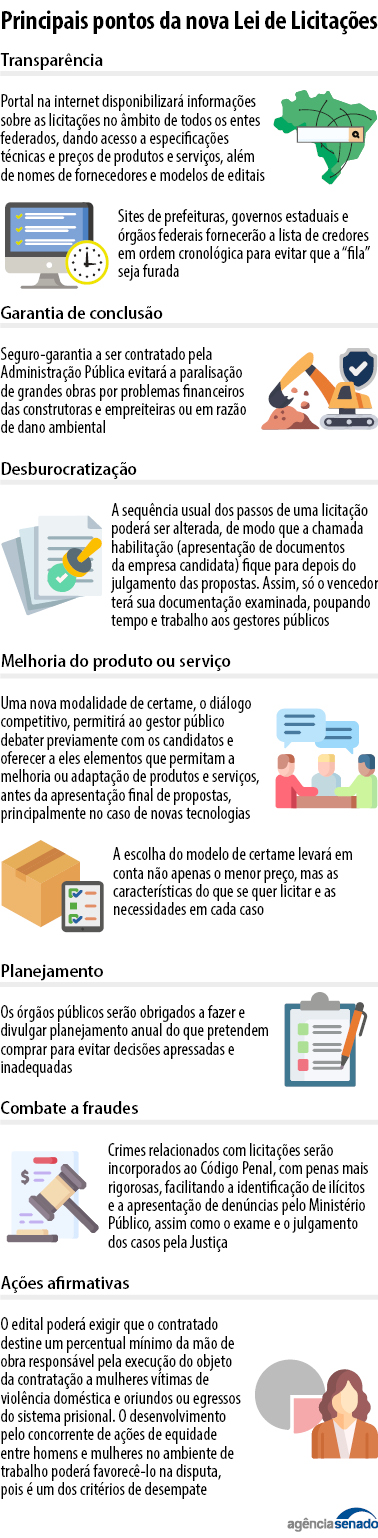 Principais pontos da nova Lei de Licitações
Transparência
Portal na internet disponibilizará informações
sobre as licitações no âmbito de todos os entes
federados, dando acesso a especificações
técnicas e preços de produtos e serviços, além
de nomes de fornecedores e modelos de editais
Sites de prefeituras, governos estaduais e
órgãos federais fornecerão a lista de credores
em ordem cronológica para evitar que a “fila”
seja furada
Garantia de conclusão
Seguro-garantia a ser contratado pela
Administração Pública evitará a paralisação
de grandes obras por problemas financeiros
das construtoras e empreiteiras ou em razão
de dano ambiental
Desburocratização
A sequência usual dos passos de uma licitação
poderá ser alterada, de modo que a chamada
habilitação (apresentação de documentos
da empresa candidata) fique para depois do
julgamento das propostas. Assim, só o vencedor
terá sua documentação examinada, poupando
tempo e trabalho aos gestores públicos
Melhoria do produto ou serviço
Uma nova modalidade de certame, o diálogo
competitivo, permitirá ao gestor público
debater previamente com os candidatos e
oferecer a eles elementos que permitam a
melhoria ou adaptação de produtos e serviços,
antes da apresentação final de propostas,
principalmente no caso de novas tecnologias
A escolha do modelo de certame levará em
conta não apenas o menor preço, mas as
características do que se quer licitar e as
necessidades em cada caso
Planejamento
Os órgãos públicos serão obrigados a fazer e
divulgar planejamento anual do que pretendem
comprar para evitar decisões apressadas e
inadequadas
Combate a fraudes
$
Crimes relacionados com licitações serão
incorporados ao Código Penal, com penas mais
rigorosas, facilitando a identificação de ilícitos
e a apresentação de denúncias pelo Ministério
Público, assim como o exame e o julgamento
dos casos pela Justiça
Ações afirmativas
O edital poderá exigir que o contratado
destine um percentual mínimo da mão de
obra responsável pela execução do objeto
da contratação a mulheres vítimas de
violência doméstica e oriundos ou egressos
do sistema prisional. O desenvolvimento
pelo concorrente de ações de equidade
entre homens e mulheres no ambiente de
trabalho poderá favorecê-lo na disputa,
pois é um dos critérios de desempate
agênciasenado